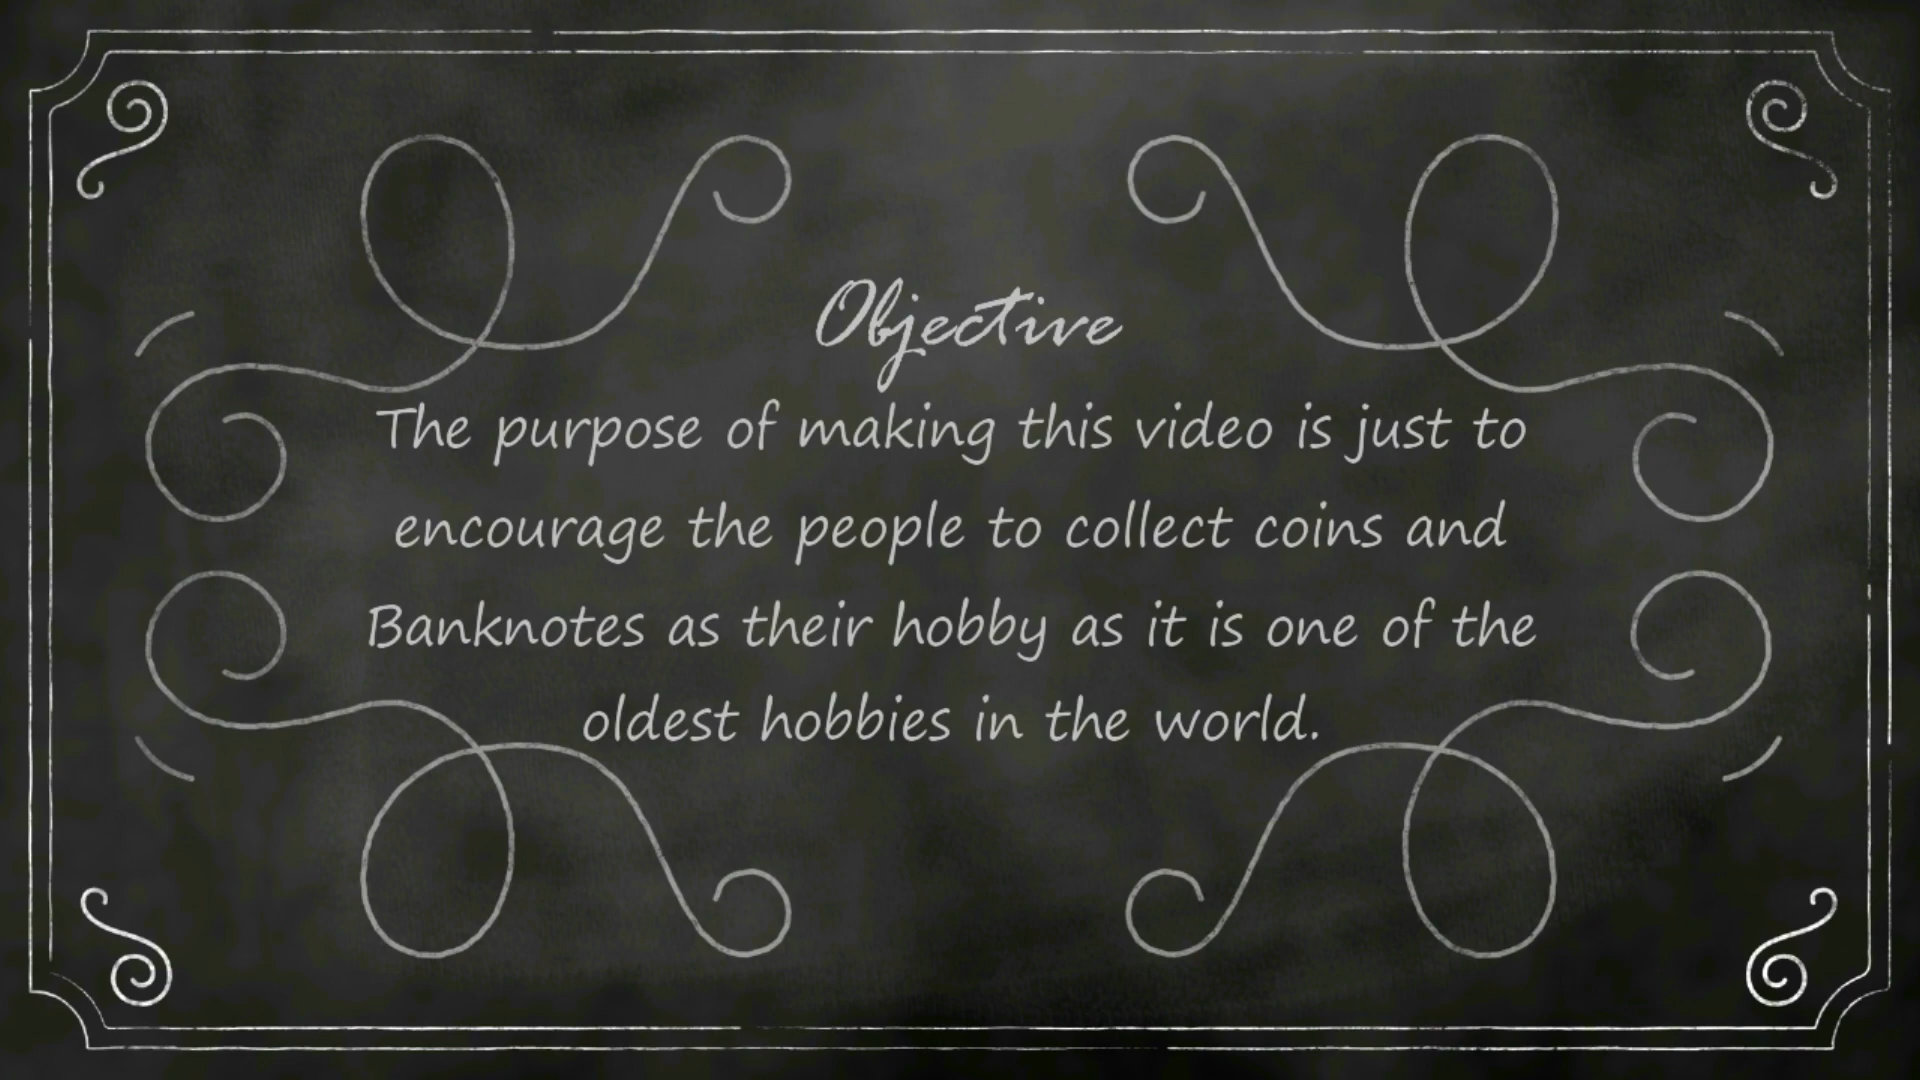 Objective
The purpose of making this video is just to
encourage the people to collect coins and
Banknotes as their hobby as it is one of the
oldest hobbies in the world.